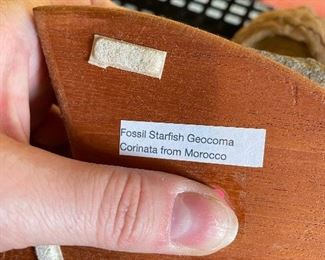 Fossil Starfish Geocoma
Corinata from Morocco